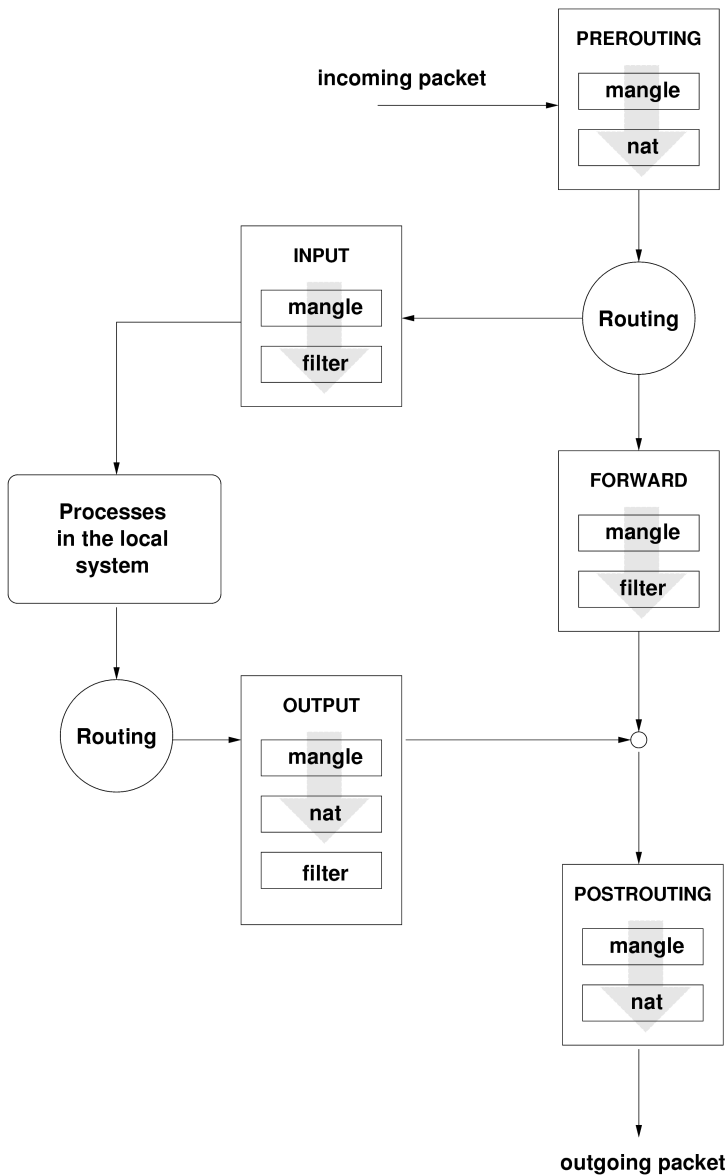 PREROUTING
incoming packet
mangle
nat
INPUT
mangle
filter
Routing
FORWARD
mangle
filter
Processes
in the local
system
Routing
OUTPUT
mangle
nat
filter
POSTROUTING
mangle
nat
outgoing packet